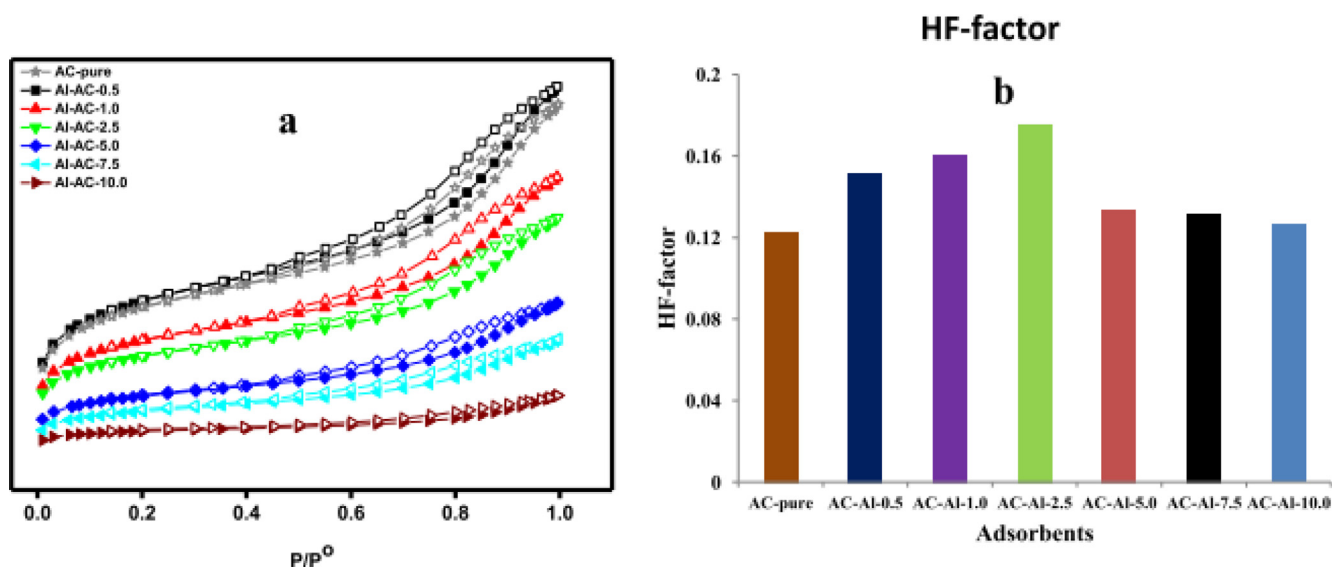 AC-pure
Al-AC-0.5
Al-AC-1.0
Al-AC-2.5
Al-AC-5.0
Al-AC-7.5
Al-AC-10.0
a
0.0 0.2 0.4 0.6 0.8 1.0
P/P°
HF-factor
b
HF-factor
0.2
0.16
0.12
0.08
0.04
0
AC-pure AC-Al-0.5 AC-Al-1.0 AC-Al-2.5 AC-Al-5.0 AC-Al-7.5 AC-Al-10.0
Adsorbents